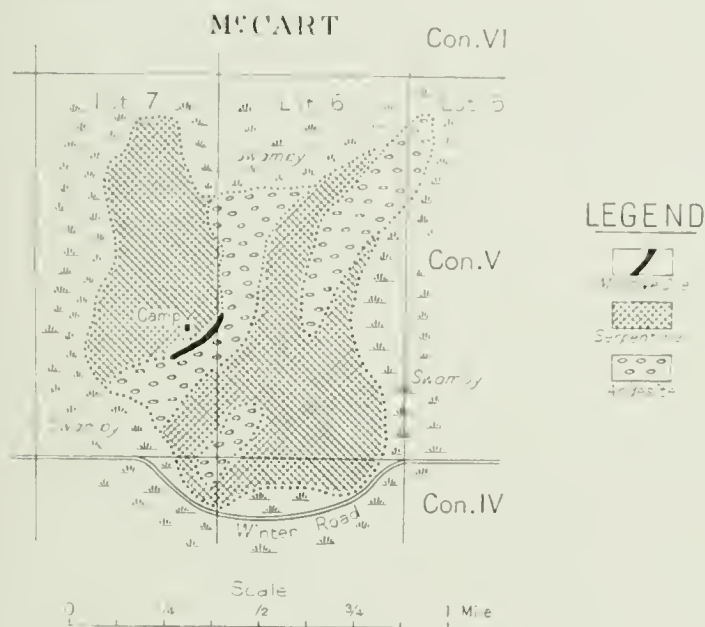 McCART
Con. VI
Lot 7
Lot 6
Lot 5
Swampy
LEGEND
Con. V
Camp
Swampy
Swampy
Con. IV
Winter Road
Scale
0 1/4 1/2 3/4 1 Mile